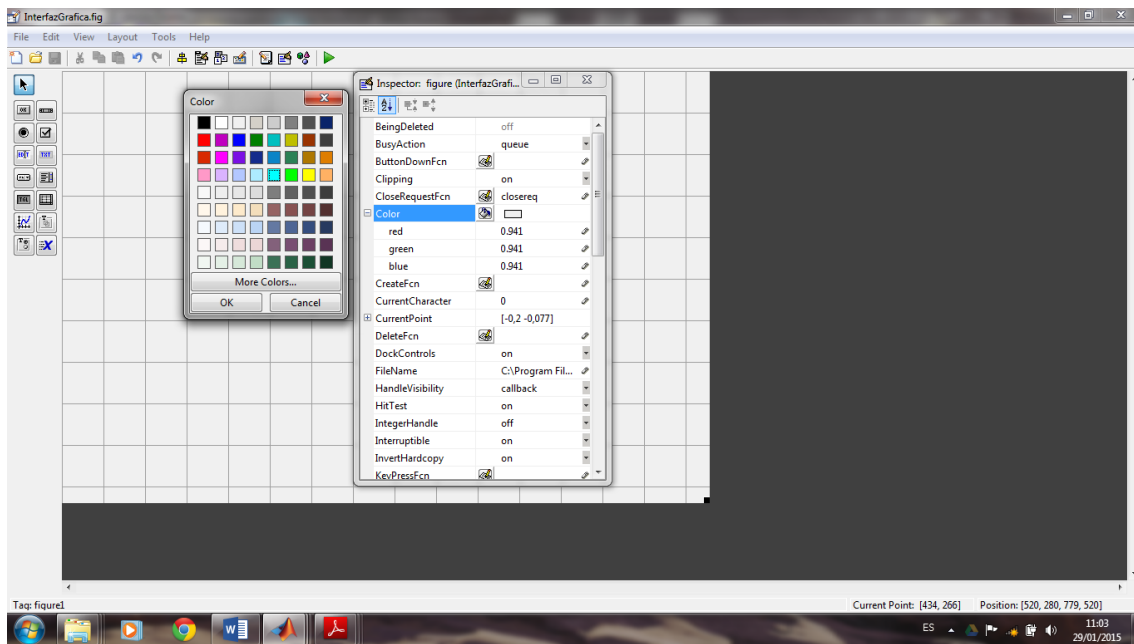 InterfazGrafica.fig
File Edit View Layout Tools Help
Color
More Colors...
OK Cancel
Inspector: figure (InterfazGrafi...
BeingDeleted off
BusyAction queue
ButtonDownFcn
Clipping on
CloseRequestFcn closereq
Color
red 0.941
green 0.941
blue 0.941
CreateFcn
CurrentCharacter 0
CurrentPoint [-0,2 -0,077]
DeleteFcn
DockControls on
FileName C:\Program Fil...
HandleVisibility callback
HitTest on
IntegerHandle off
Interruptible on
InvertHardcopy on
KeyPressFcn
Tag: figure1 Current Point: [434, 266] Position: [520, 280, 779, 520]
ES 11:03
29/01/2015